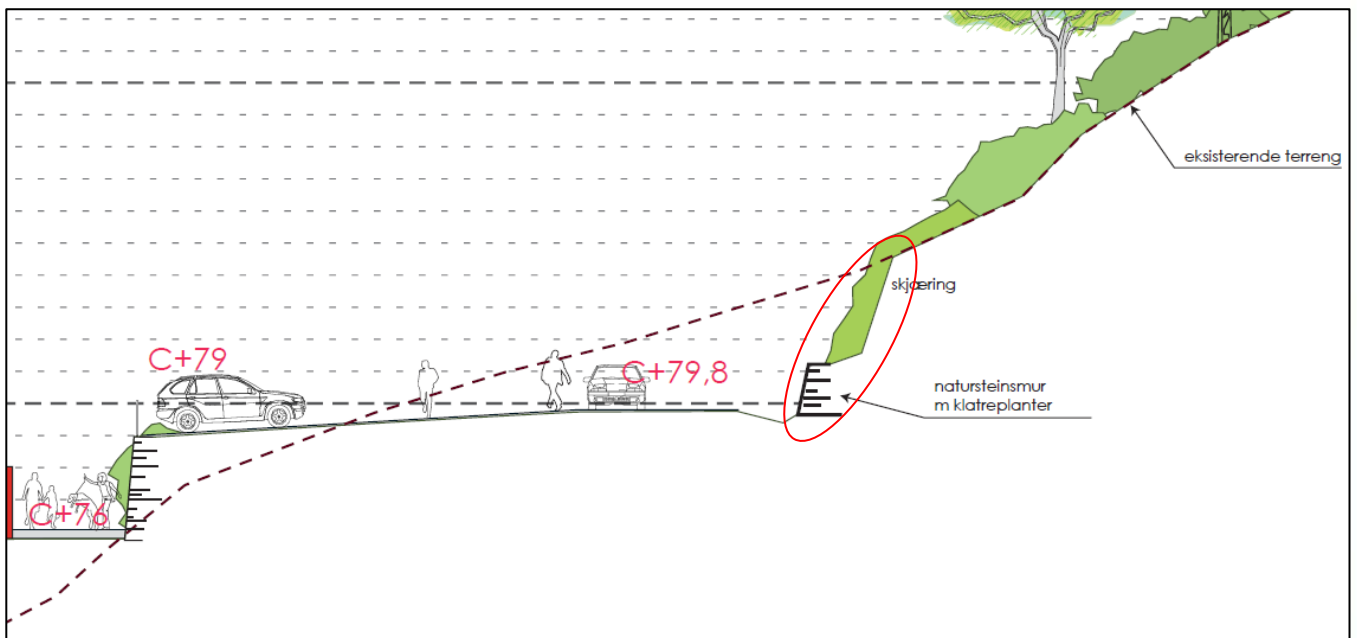 eksisterende terreng
skjæring
C+79
C+79,8
natursteinsmur
m klatreplanter
C+76